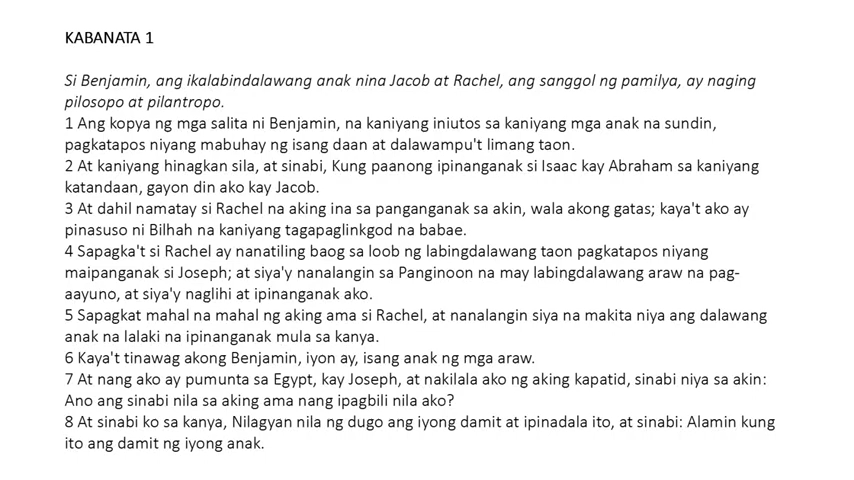 KABANATA 1
Si Benjamin, ang ikalabindalawang anak nina Jacob at Rachel, ang sanggol ng pamilya, ay naging
pilosopo at pilantropo.
1 Ang kopya ng mga salita ni Benjamin, na kaniyang iniutos sa kaniyang mga anak na sundin,
pagkatapos niyang mabuhay ng isang daan at dalawampu't limang taon.
2 At kaniyang hinagkan sila, at sinabi, Kung paanong ipinanganak si Isaac kay Abraham sa kaniyang
katandaan, gayon din ako kay Jacob.
3 At dahil namatay si Rachel na aking ina sa panganganak sa akin, wala akong gatas; kaya't ako ay
pinasuso ni Bilhah na kaniyang tagapaglinkgod na babae.
4 Sapagka't si Rachel ay nanatiling baog sa loob ng labingdalawang taon pagkatapos niyang
maipanganak si Joseph; at siya'y nanalangin sa Panginoon na may labingdalawang araw na pag-
aayuno, at siya'y naglihi at ipinanganak ako.
5 Sapagkat mahal na mahal ng aking ama si Rachel, at nanalangin siya na makita niya ang dalawang
anak na lalaki na ipinanganak mula sa kanya.
6 Kaya't tinawag akong Benjamin, iyon ay, isang anak ng mga araw.
7 At nang ako ay pumunta sa Egypt, kay Joseph, at nakilala ako ng aking kapatid, sinabi niya sa akin:
Ano ang sinabi nila sa aking ama nang ipagbili nila ako?
8 At sinabi ko sa kanya, Nilagyan nila ng dugo ang iyong damit at ipinadala ito, at sinabi: Alamin kung
ito ang damit ng iyong anak.